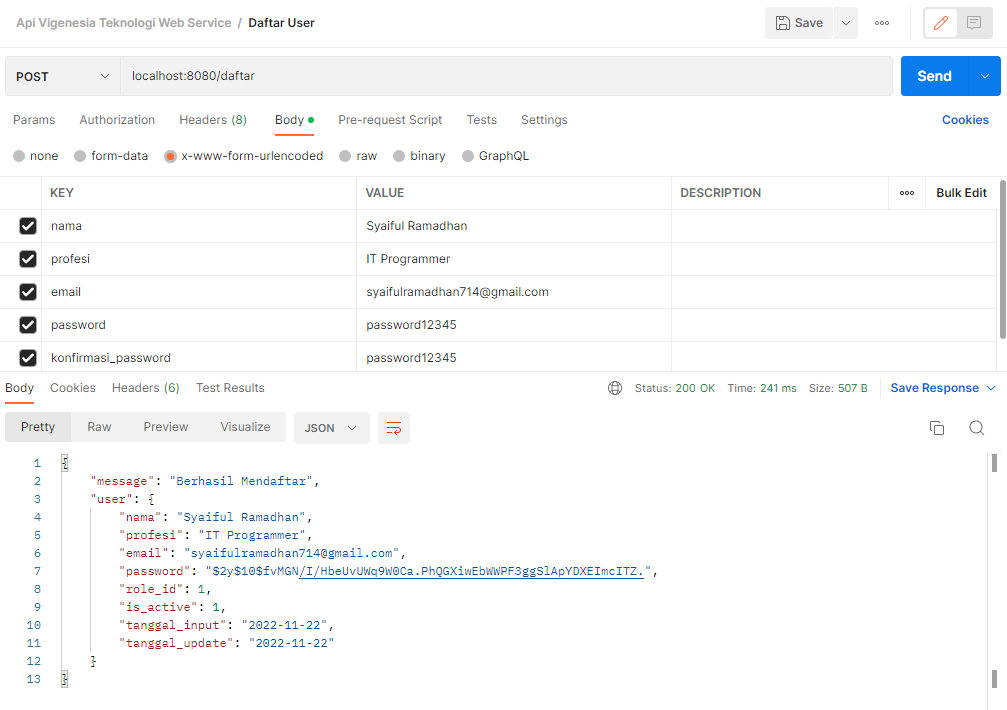 Api Vigenesia Teknologi Web Service / Daftar User
Save
POST
localhost:8080/daftar
Send
Params Authorization Headers (8) Body Pre-request Script Tests Settings Cookies
none form-data x-www-form-urlencoded raw binary GraphQL
KEY VALUE DESCRIPTION Bulk Edit
nama Syaiful Ramadhan
profesi IT Programmer
email syaifulramadhan714@gmail.com
password password12345
konfirmasi_password password12345
Body Cookies Headers (6) Test Results Status: 200 OK Time: 241 ms Size: 507 B Save Response
Pretty Raw Preview Visualize JSON
1 {
2 "message": "Berhasil Mendaftar",
3 "user": {
4 "nama": "Syaiful Ramadhan",
5 "profesi": "IT Programmer",
6 "email": "syaifulramadhan714@gmail.com",
7 "password": "$2y$10$fvMGN/I/HbeUvUWq9W0Ca.PhQGXiwEbWWPF3ggSlApYDXEImcITZ.",
8 "role_id": 1,
9 "is_active": 1,
10 "tanggal_input": "2022-11-22",
11 "tanggal_update": "2022-11-22"
12 }
13 }